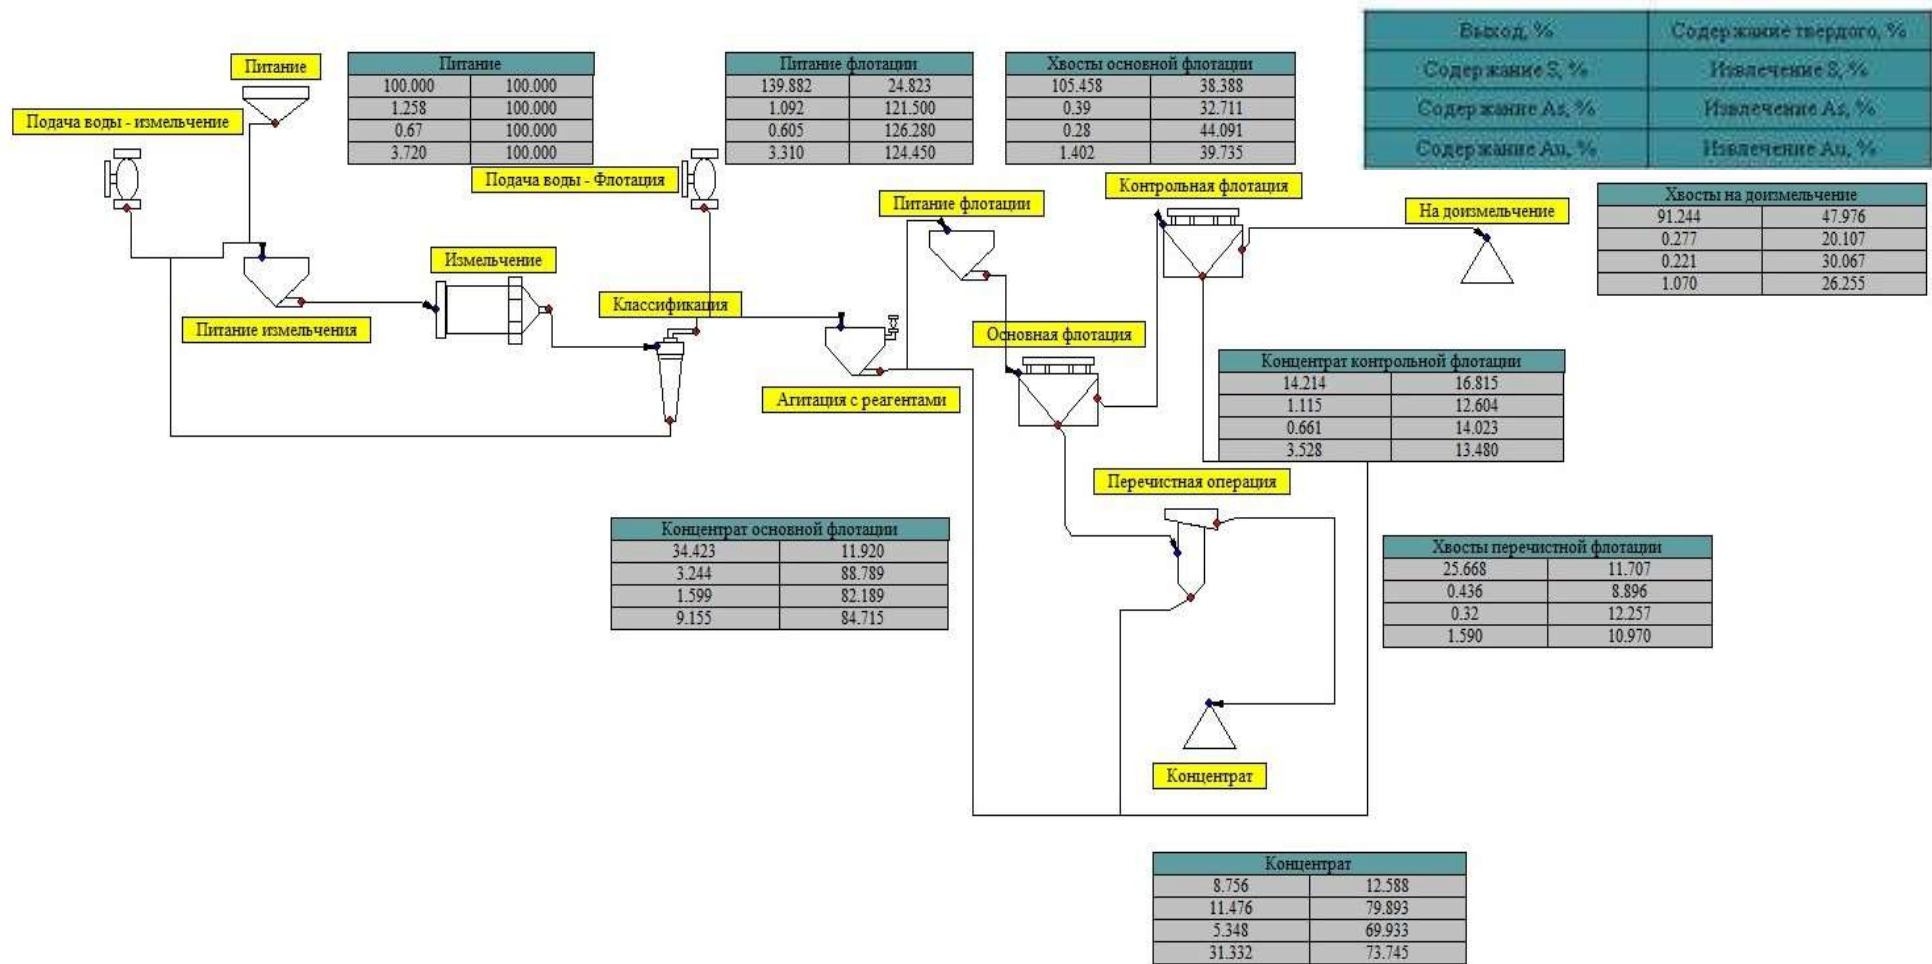 Выход, % Содержание твердого, %
Содержание S, % Извлечение S, %
Содержание As, % Извлечение As, %
Содержание Au, % Извлечение Au, %
Питание
Подача воды - измельчение
Питание
100.000 100.000
1.258 100.000
0.67 100.000
3.720 100.000
Питание флотации
139.882 24.823
1.092 121.500
0.605 126.280
3.310 124.450
Хвосты основной флотации
105.458 38.388
0.39 32.711
0.28 44.091
1.402 39.735
Подача воды - Флотация
Питание флотации
Контрольная флотация
На доизмельчение
Хвосты на доизмельчение
91.244 47.976
0.277 20.107
0.221 30.067
1.070 26.255
Измельчение
Классификация
Питание измельчения
Основная флотация
Агитация с реагентами
Концентрат контрольной флотации
14.214 16.815
1.115 12.604
0.661 14.023
3.528 13.480
Перечистная операция
Концентрат основной флотации
34.423 11.920
3.244 88.789
1.599 82.189
9.155 84.715
Хвосты перечистной флотации
25.668 11.707
0.436 8.896
0.32 12.257
1.590 10.970
Концентрат
Концентрат
8.756 12.588
11.476 79.893
5.348 69.933
31.332 73.745